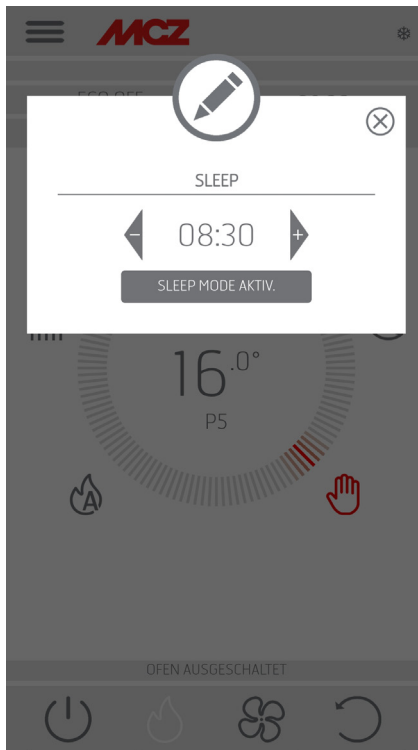 MCZ
SLEEP
- 08:30 +
SLEEP MODE AKTIV.
16.0°
P5
A
OFEN AUSGESCHALTET